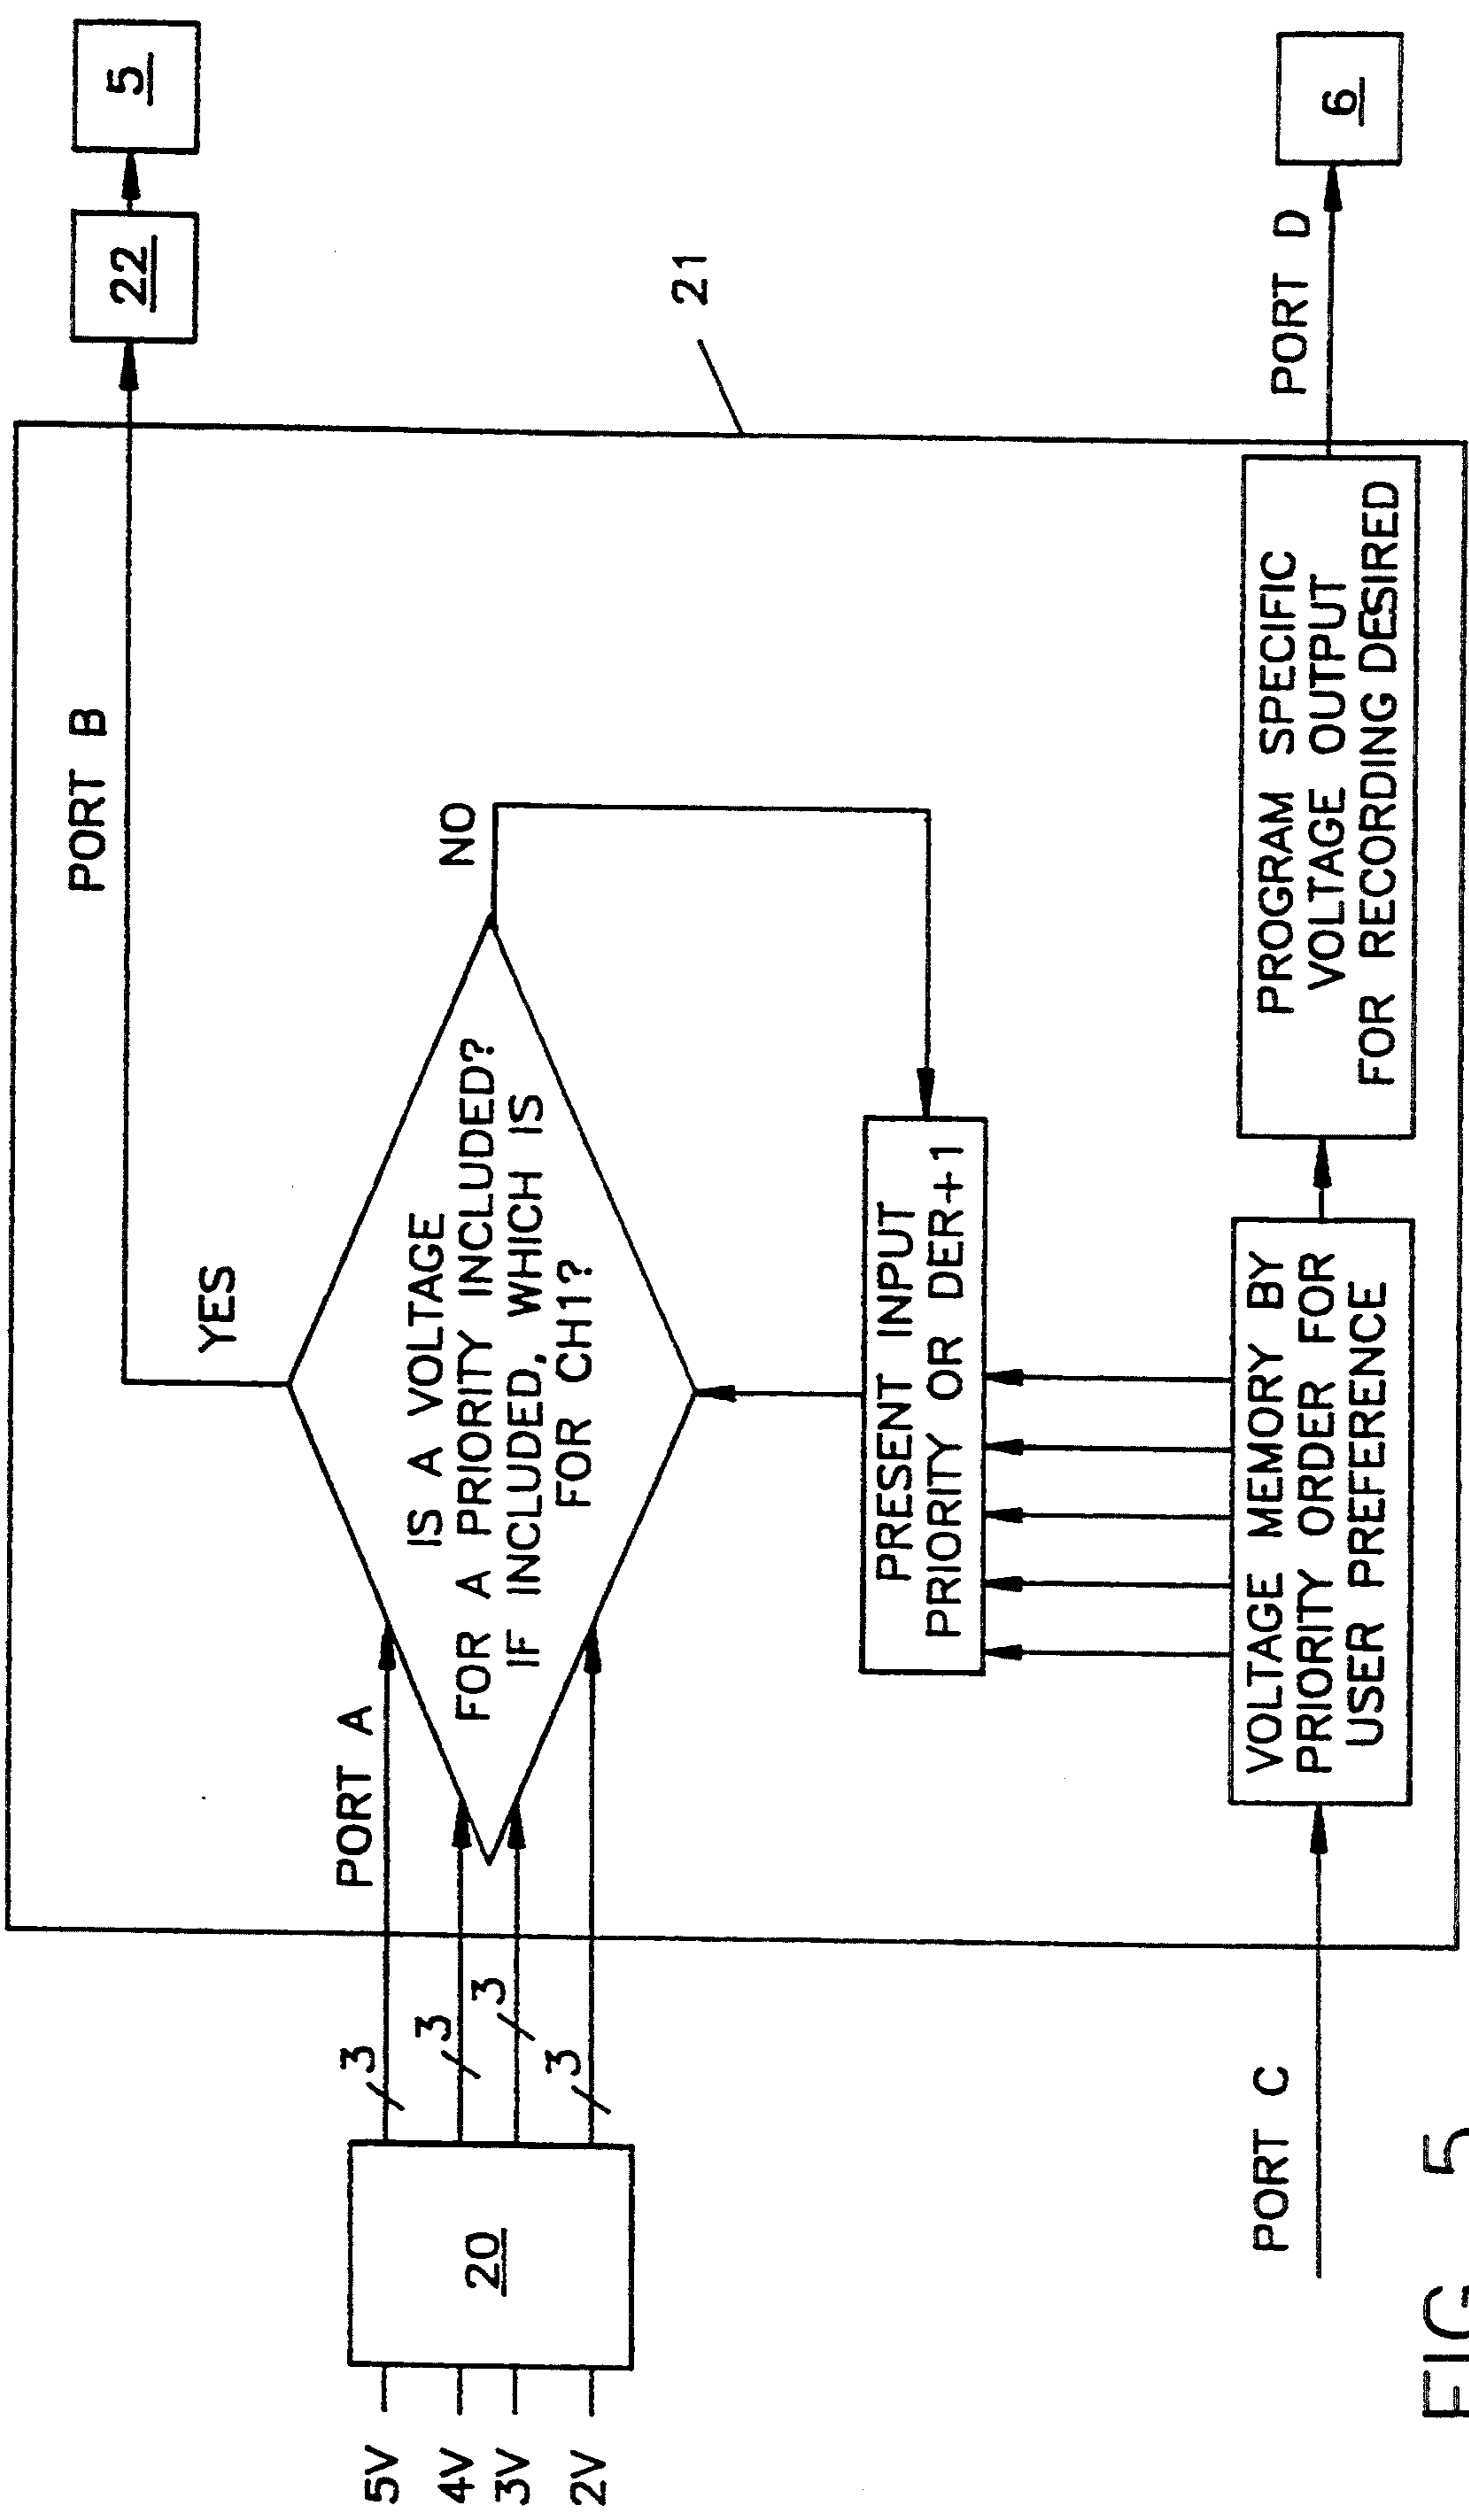 5V
4V
3V
2V
20
3
3
3
3
PORT A
PORT B
YES
NO
IS A VOLTAGE
FOR A PRIORITY INCLUDED?
IF INCLUDED, WHICH IS
FOR CH1?
22
5
21
PRESENT INPUT
PRIORITY OR DER+1
PORT C
VOLTAGE MEMORY BY
PRIORITY ORDER FOR
USER PREFERENCE
PROGRAM SPECIFIC
VOLTAGE OUTPUT
FOR RECORDING DESIRED
PORT D
6
FIG. 5